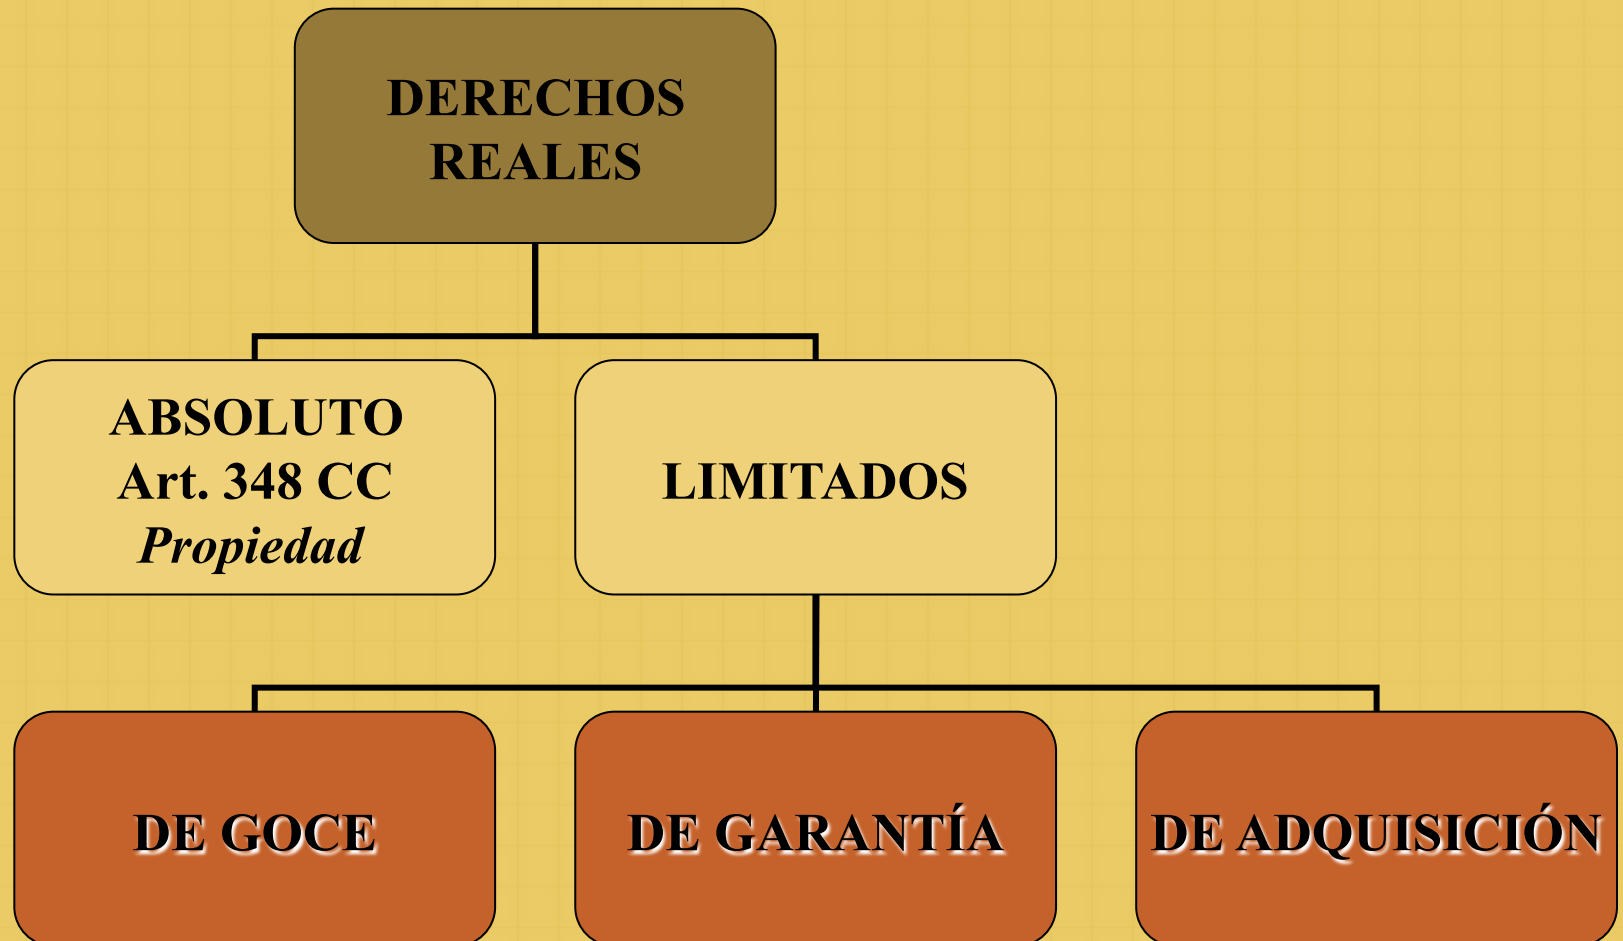 DERECHOS
REALES
ABSOLUTO
Art. 348 CC
Propiedad
LIMITADOS
DE GOCE
DE GARANTÍA
DE ADQUISICIÓN